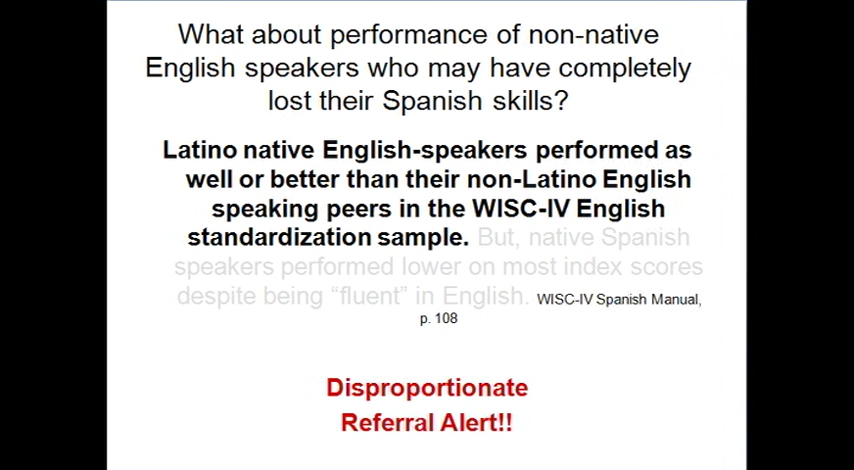 What about performance of non-native
English speakers who may have completely
lost their Spanish skills?
Latino native English-speakers performed as
well or better than their non-Latino English
speaking peers in the WISC-IV English
standardization sample. But, native Spanish
speakers performed lower on most index scores
despite being “fluent” in English. WISC-IV Spanish Manual,
p. 108
Disproportionate
Referral Alert!!